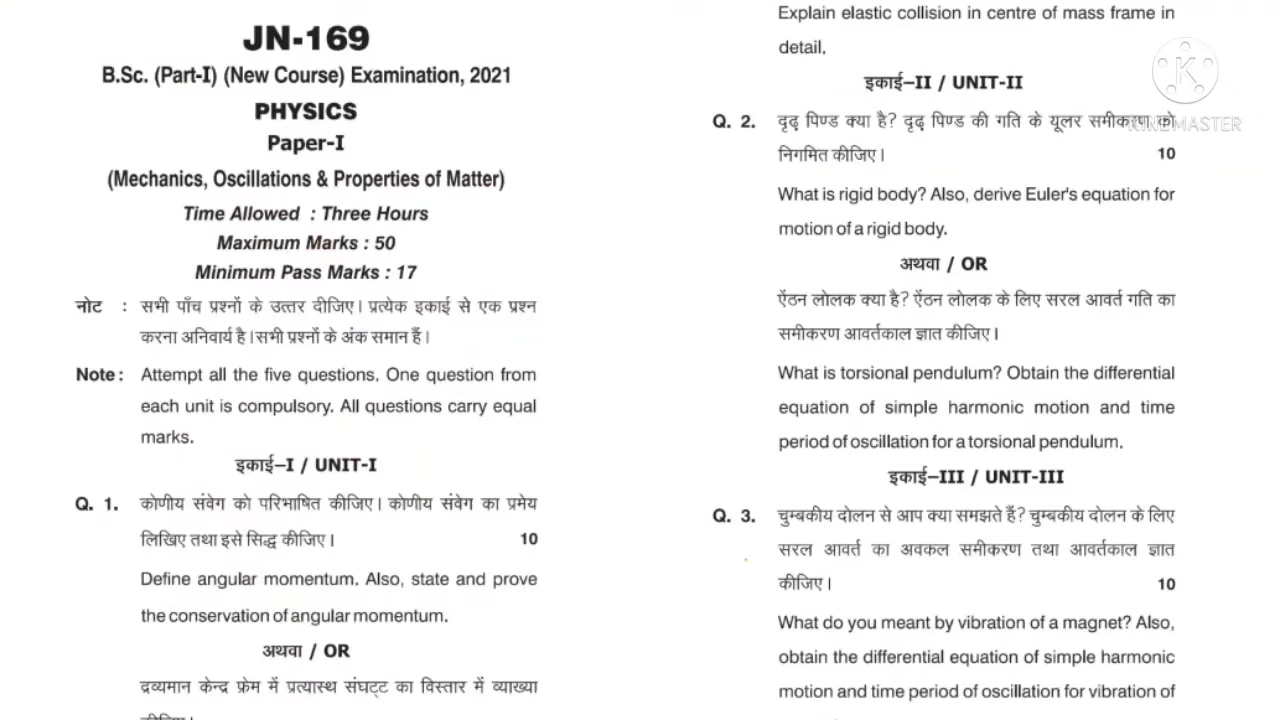 JN-169
B.Sc. (Part-I) (New Course) Examination, 2021
PHYSICS
Paper-I
(Mechanics, Oscillations & Properties of Matter)
Time Allowed : Three Hours
Maximum Marks : 50
Minimum Pass Marks : 17
नोट : सभी पाँच प्रश्नों के उत्तर दीजिए। प्रत्येक इकाई से एक प्रश्न
करना अनिवार्य है। सभी प्रश्नों के अंक समान हैं।
Note : Attempt all the five questions. One question from
each unit is compulsory. All questions carry equal
marks.
इकाई–I / UNIT-I
Q. 1. कोणीय संवेग को परिभाषित कीजिए। कोणीय संवेग का प्रमेय
लिखिए तथा इसे सिद्ध कीजिए। 10
Define angular momentum. Also, state and prove
the conservation of angular momentum.
अथवा / OR
द्रव्यमान केन्द्र फ्रेम में प्रत्यास्थ संघट्ट का विस्तार में व्याख्या
कीजिए।
Explain elastic collision in centre of mass frame in
detail.
इकाई–II / UNIT-II
Q. 2. दृढ़ पिण्ड क्या है? दृढ़ पिण्ड की गति के यूलर समीकरण को
निगमित कीजिए। 10
What is rigid body? Also, derive Euler's equation for
motion of a rigid body.
अथवा / OR
ऐंठन लोलक क्या है? ऐंठन लोलक के लिए सरल आवर्त गति का
समीकरण आवर्तकाल ज्ञात कीजिए।
What is torsional pendulum? Obtain the differential
equation of simple harmonic motion and time
period of oscillation for a torsional pendulum.
इकाई–III / UNIT-III
Q. 3. चुम्बकीय दोलन से आप क्या समझते हैं? चुम्बकीय दोलन के लिए
सरल आवर्त का अवकल समीकरण तथा आवर्तकाल ज्ञात
कीजिए। 10
What do you meant by vibration of a magnet? Also,
obtain the differential equation of simple harmonic
motion and time period of oscillation for vibration of
K
KINEMASTER